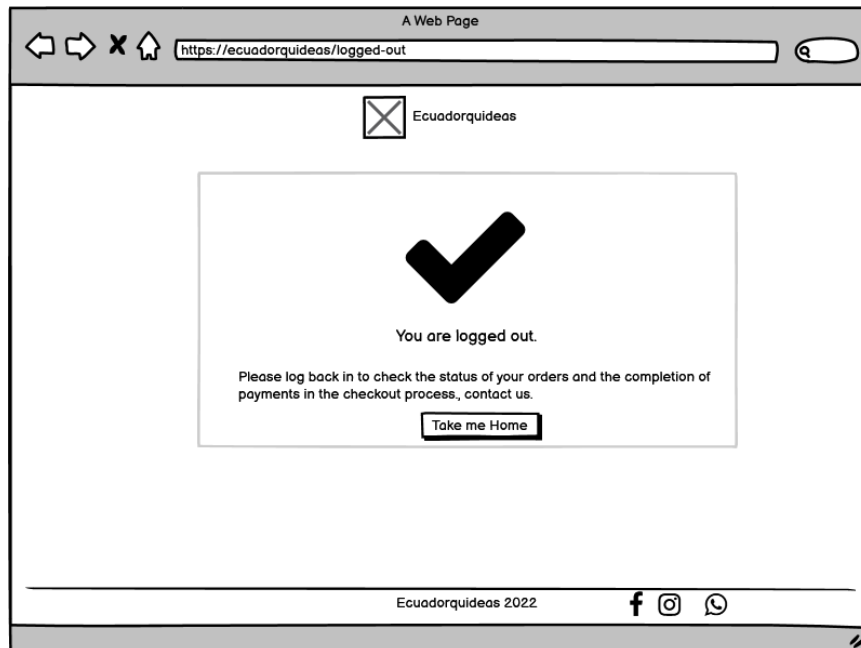 A Web Page
https://ecuadorquideas/logged-out
Ecuadorquideas
You are logged out.
Please log back in to check the status of your orders and the completion of
payments in the checkout process., contact us.
Take me Home
Ecuadorquideas 2022